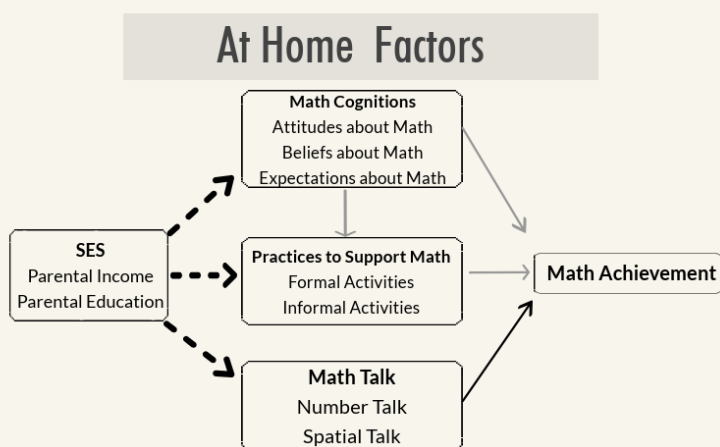 At Home Factors
Math Cognitions
Attitudes about Math
Beliefs about Math
Expectations about Math
SES
Parental Income
Parental Education
Practices to Support Math
Formal Activities
Informal Activities
Math Achievement
Math Talk
Number Talk
Spatial Talk